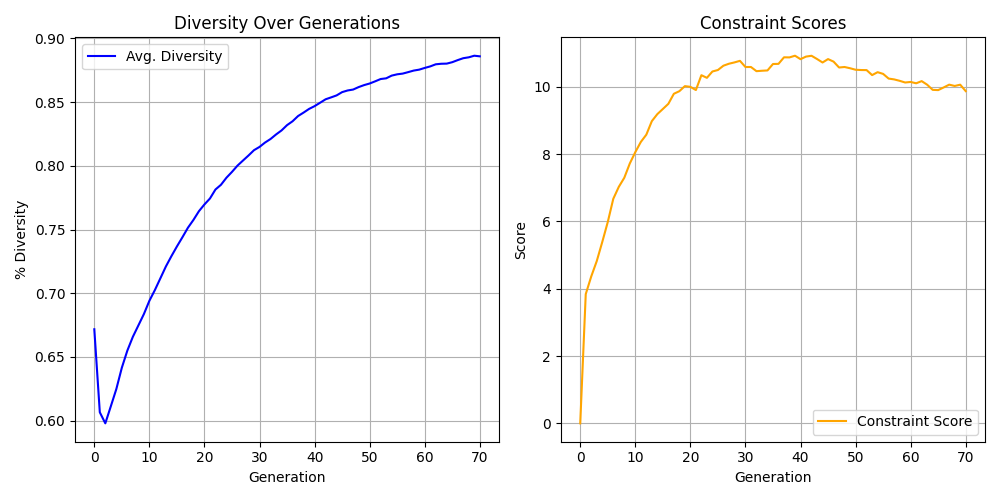 Diversity Over Generations
Avg. Diversity
% Diversity
0.90
0.85
0.80
0.75
0.70
0.65
0.60
0 10 20 30 40 50 60 70
Generation
Constraint Scores
Score
10
8
6
4
2
0
Constraint Score
0 10 20 30 40 50 60 70
Generation